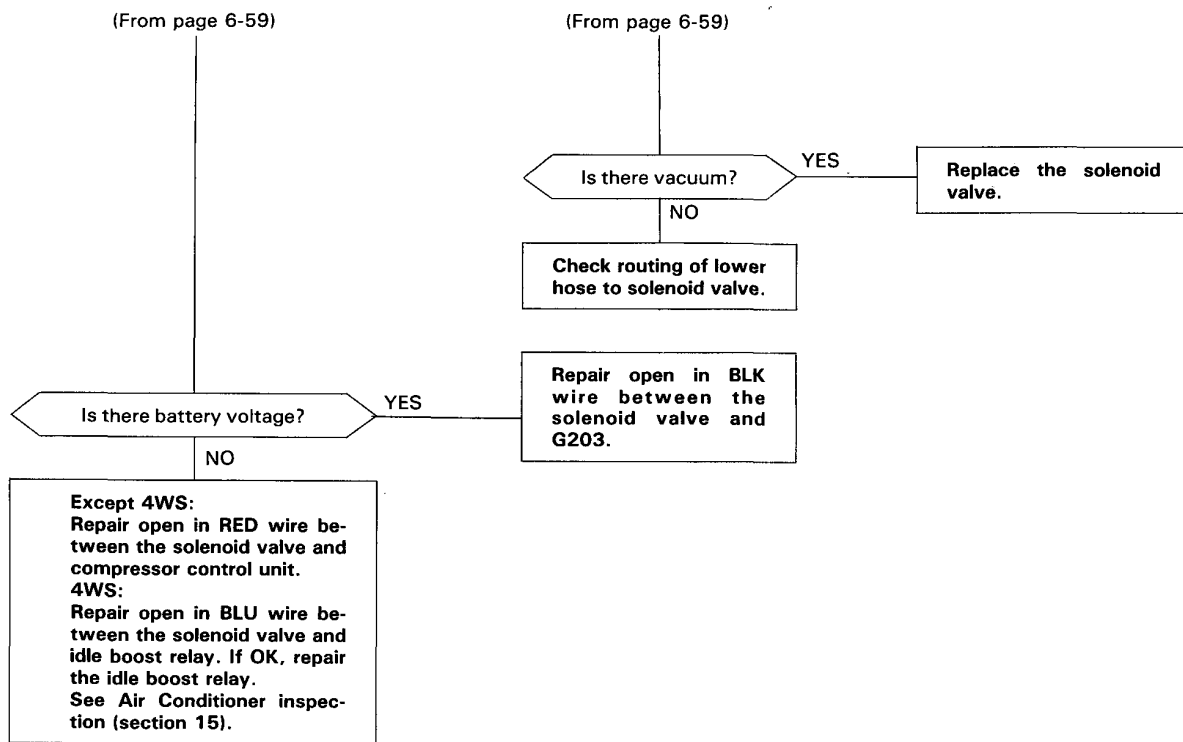 (From page 6-59)
(From page 6-59)
Is there vacuum?
YES
Replace the solenoid
valve.
NO
Check routing of lower
hose to solenoid valve.
Is there battery voltage?
YES
Repair open in BLK
wire between the
solenoid valve and
G203.
NO
Except 4WS:
Repair open in RED wire be-
tween the solenoid valve and
compressor control unit.
4WS:
Repair open in BLU wire be-
tween the solenoid valve and
idle boost relay. If OK, repair
the idle boost relay.
See Air Conditioner inspec-
tion (section 15).